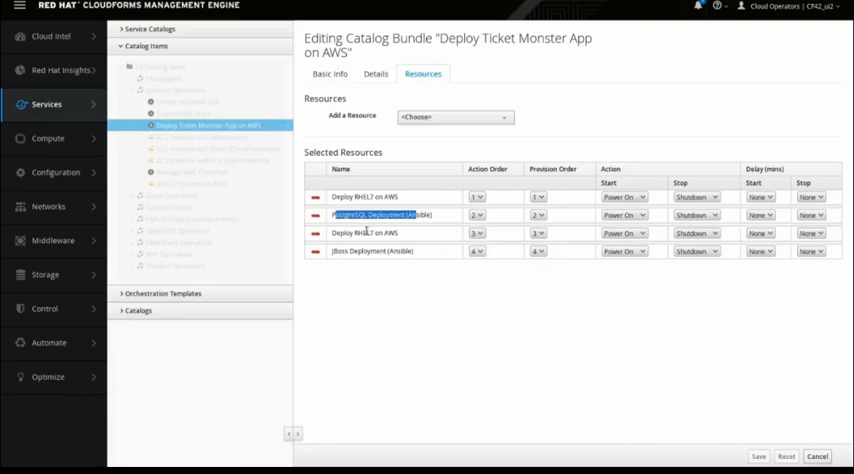 RED HAT® CLOUDFORMS MANAGEMENT ENGINE
Cloud Operators | CF42_ui2
Cloud Intel
Red Hat Insights
Services
Compute
Configuration
Networks
Middleware
Storage
Control
Automate
Optimize
Service Catalogs
Catalog Items
All Catalog Items
Deploy Ticket Monster App on AWS
Orchestration Templates
Catalogs
Editing Catalog Bundle "Deploy Ticket Monster App
on AWS"
Basic Info Details Resources
Resources
Add a Resource <Choose>
Selected Resources
Name Action Order Provision Order Action Delay (mins)
Start Stop Start Stop
Deploy RHEL7 on AWS 1 1 Power On Shutdown None None
PostgreSQL Deployment (Ansible) 2 2 Power On Shutdown None None
Deploy RHEL7 on AWS 3 3 Power On Shutdown None None
JBoss Deployment (Ansible) 4 4 Power On Shutdown None None
Save Reset Cancel